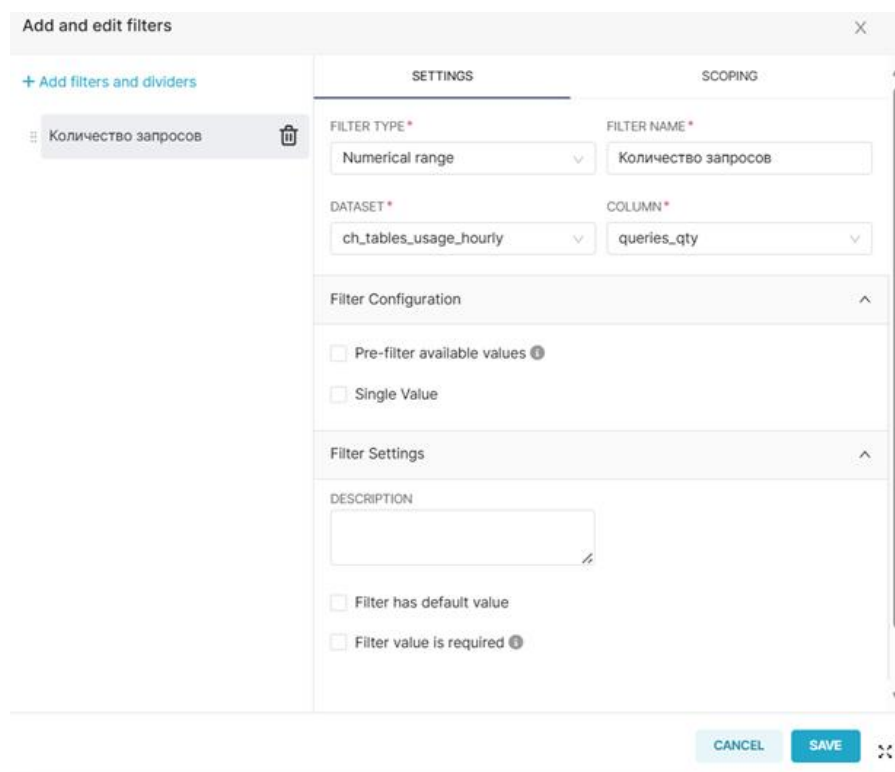 Add and edit filters
+ Add filters and dividers
Количество запросов
SETTINGS
SCOPING
FILTER TYPE *
FILTER NAME *
Numerical range
Количество запросов
DATASET *
COLUMN *
ch_tables_usage_hourly
queries_qty
Filter Configuration
Pre-filter available values
Single Value
Filter Settings
DESCRIPTION
Filter has default value
Filter value is required
CANCEL
SAVE